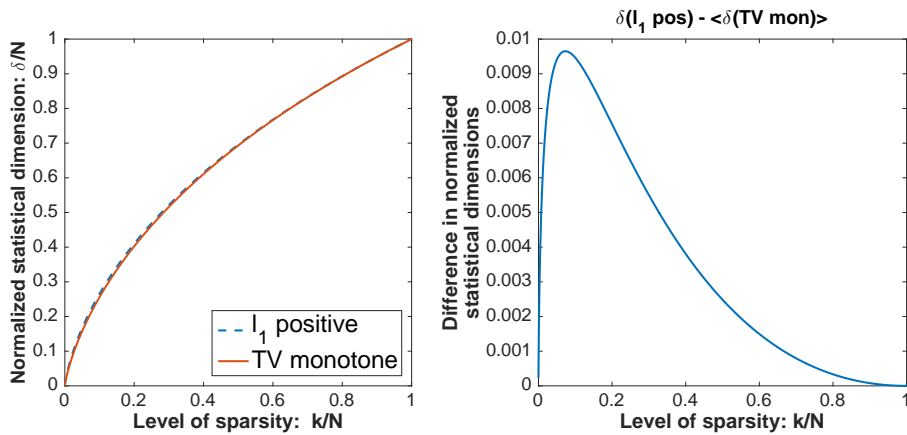 Normalized statistical dimension: δ/N
1
0.9
0.8
0.7
0.6
0.5
0.4
0.3
0.2
0.1
0
0 0.2 0.4 0.6 0.8 1
Level of sparsity: k/N
l₁ positive
TV monotone
δ(l₁ pos) - <δ(TV mon)>
Difference in normalized
statistical dimensions
0.01
0.009
0.008
0.007
0.006
0.005
0.004
0.003
0.002
0.001
0
0 0.2 0.4 0.6 0.8 1
Level of sparsity: k/N